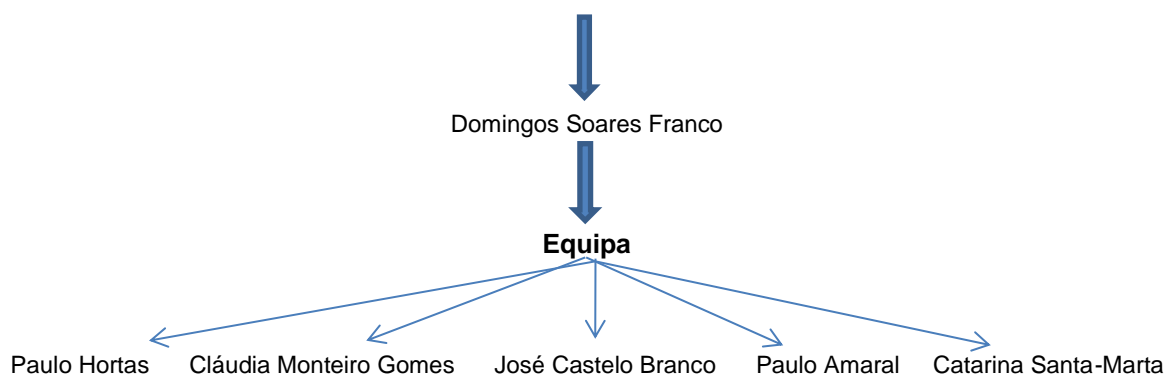 Domingos Soares Franco
Equipa
Paulo Hortas Cláudia Monteiro Gomes José Castelo Branco Paulo Amaral Catarina Santa-Marta